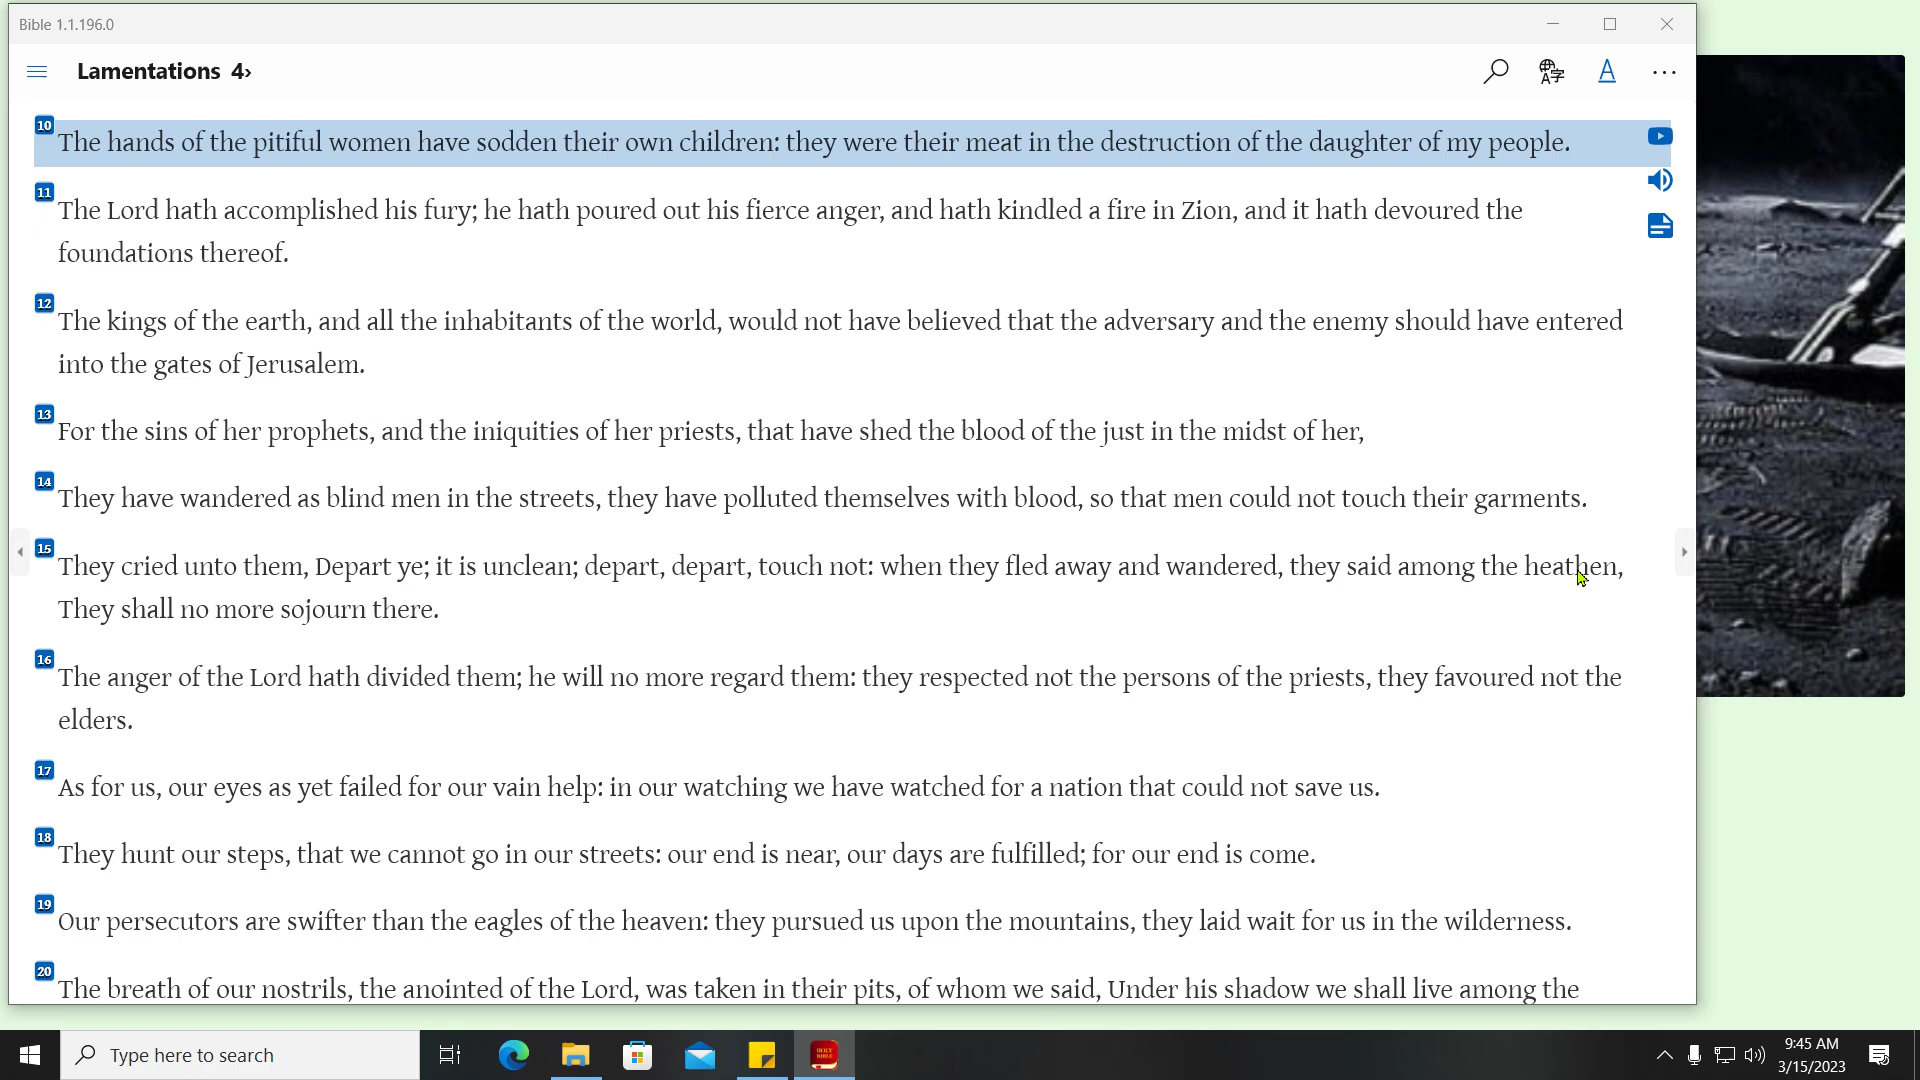 Bible 1.1.196.0
Lamentations 4›
10 The hands of the pitiful women have sodden their own children: they were their meat in the destruction of the daughter of my people.
11 The Lord hath accomplished his fury; he hath poured out his fierce anger, and hath kindled a fire in Zion, and it hath devoured the
foundations thereof.
12 The kings of the earth, and all the inhabitants of the world, would not have believed that the adversary and the enemy should have entered
into the gates of Jerusalem.
13 For the sins of her prophets, and the iniquities of her priests, that have shed the blood of the just in the midst of her,
14 They have wandered as blind men in the streets, they have polluted themselves with blood, so that men could not touch their garments.
15 They cried unto them, Depart ye; it is unclean; depart, depart, touch not: when they fled away and wandered, they said among the heathen,
They shall no more sojourn there.
16 The anger of the Lord hath divided them; he will no more regard them: they respected not the persons of the priests, they favoured not the
elders.
17 As for us, our eyes as yet failed for our vain help: in our watching we have watched for a nation that could not save us.
18 They hunt our steps, that we cannot go in our streets: our end is near, our days are fulfilled; for our end is come.
19 Our persecutors are swifter than the eagles of the heaven: they pursued us upon the mountains, they laid wait for us in the wilderness.
20 The breath of our nostrils, the anointed of the Lord, was taken in their pits, of whom we said, Under his shadow we shall live among the
Type here to search
HOLY BIBLE
9:45 AM
3/15/2023